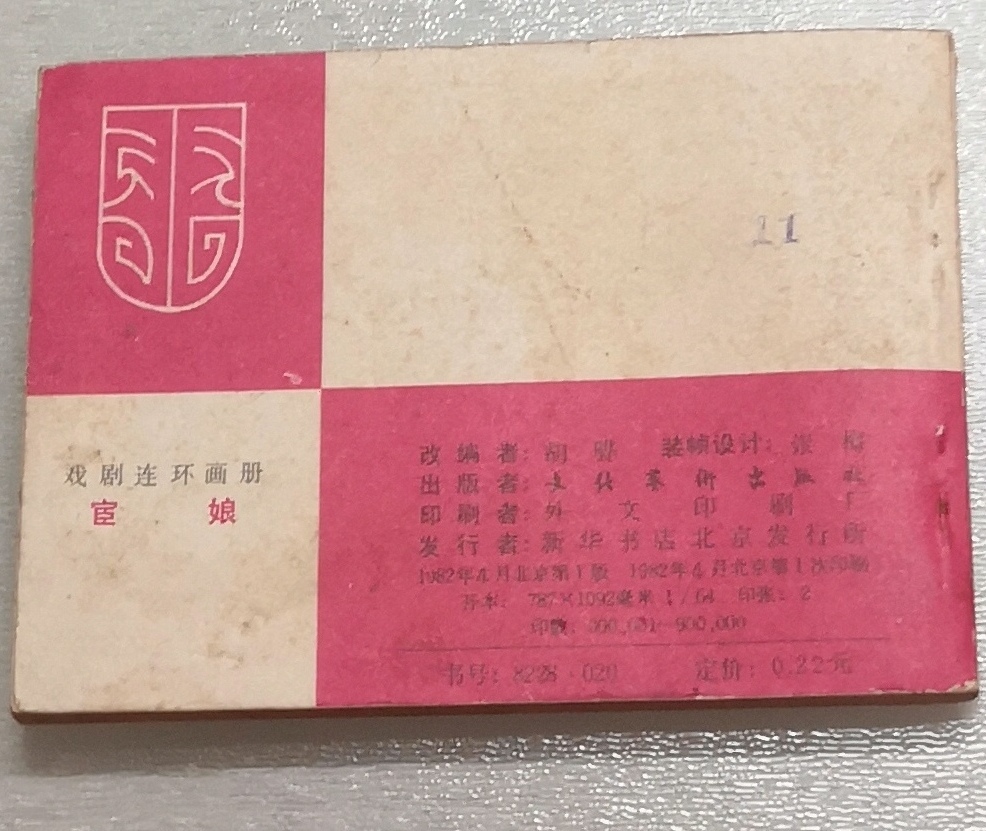 11
戏剧连环画册
宦娘
改编者：胡骅 装帧设计：张梅
出版者：文化艺术出版社
印刷者：外文印刷厂
发行者：新华书店北京发行所
1982年4月北京第1版 1982年4月北京第1次印刷
开本：787×1092毫米 1/64 印张：2
印数：000,001—900,000
书号：8228·020 定价：0.22元